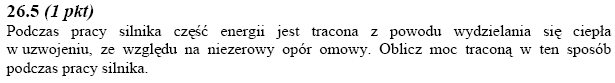 26.5 (1 pkt)
Podczas pracy silnika część energii jest tracona z powodu wydzielania się ciepła
w uzwojeniu, ze względu na niezerowy opór omowy. Oblicz moc traconą w ten sposób
podczas pracy silnika.